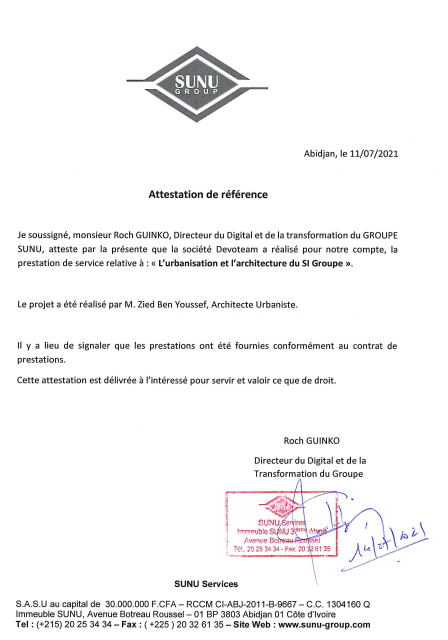 SUNU
GROUP
Abidjan, le 11/07/2021
Attestation de référence
Je soussigné, monsieur Roch GUINKO, Directeur du Digital et de la transformation du GROUPE
SUNU, atteste par la présente que la société Devoteam a réalisé pour notre compte, la
prestation de service relative à : « L’urbanisation et l’architecture du SI Groupe ».
Le projet a été réalisé par M. Zied Ben Youssef, Architecte Urbaniste.
Il y a lieu de signaler que les prestations ont été fournies conformément au contrat de
prestations.
Cette attestation est délivrée à l’intéressé pour servir et valoir ce que de droit.
Roch GUINKO
Directeur du Digital et de la
Transformation du Groupe
SUNU Services
Immeuble SUNU 3ème étage
Avenue Botreau Roussel
Tél.. 20 25 34 34 - Fax: 20 32 61 35
14/07/2021
SUNU Services
S.A.S.U au capital de 30.000.000 F.CFA – RCCM CI-ABJ-2011-B-9667 – C.C. 1304160 Q
Immeuble SUNU, Avenue Botreau Roussel – 01 BP 3803 Abidjan 01 Côte d’Ivoire
Tel : (+215) 20 25 34 34 – Fax : ( +225 ) 20 32 61 35 – Site Web : www.sunu-group.com